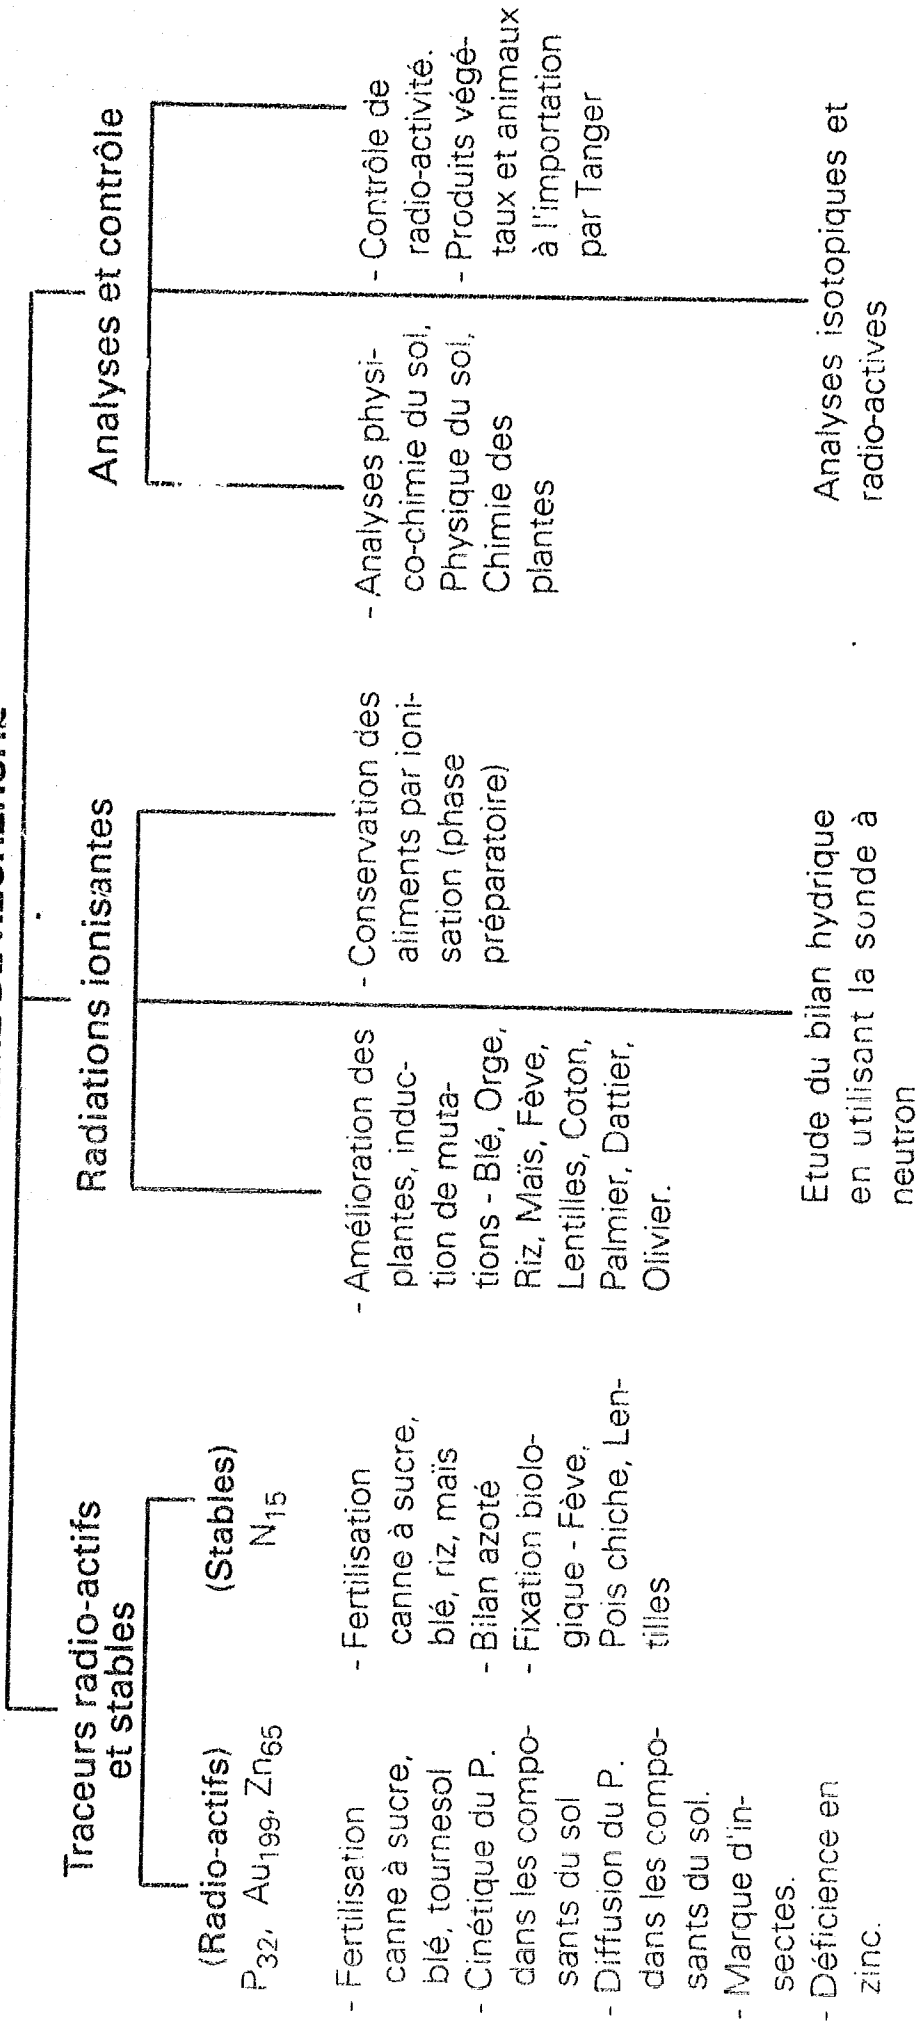 Traceurs radio-actifs
et stables
(Radio-actifs)
P32, Au199, Zn65
- Fertilisation
canne à sucre,
blé, tournesol
- Cinétique du P.
dans les compo-
sants du sol
- Diffusion du P.
dans les compo-
sants du sol.
- Marque d'in-
sectes.
- Déficience en
zinc.
(Stables)
N15
- Fertilisation
canne à sucre,
blé, riz, maïs
- Bilan azoté
- Fixation biolo-
gique - Fève,
Pois chiche, Len-
tilles
Radiations ionisantes
- Amélioration des
plantes, induc-
tion de muta-
tions - Blé, Orge,
Riz, Maïs, Fève,
Lentilles, Coton,
Palmier, Dattier,
Olivier.
- Conservation des
aliments par ioni-
sation (phase
préparatoire)
Etude du bilan hydrique
en utilisant la sonde à
neutron
Analyses et contrôle
- Analyses physi-
co-chimie du sol,
Physique du sol,
Chimie des
plantes
- Contrôle de
radio-activité.
- Produits végé-
taux et animaux
à l'importation
par Tanger
Analyses isotopiques et
radio-actives